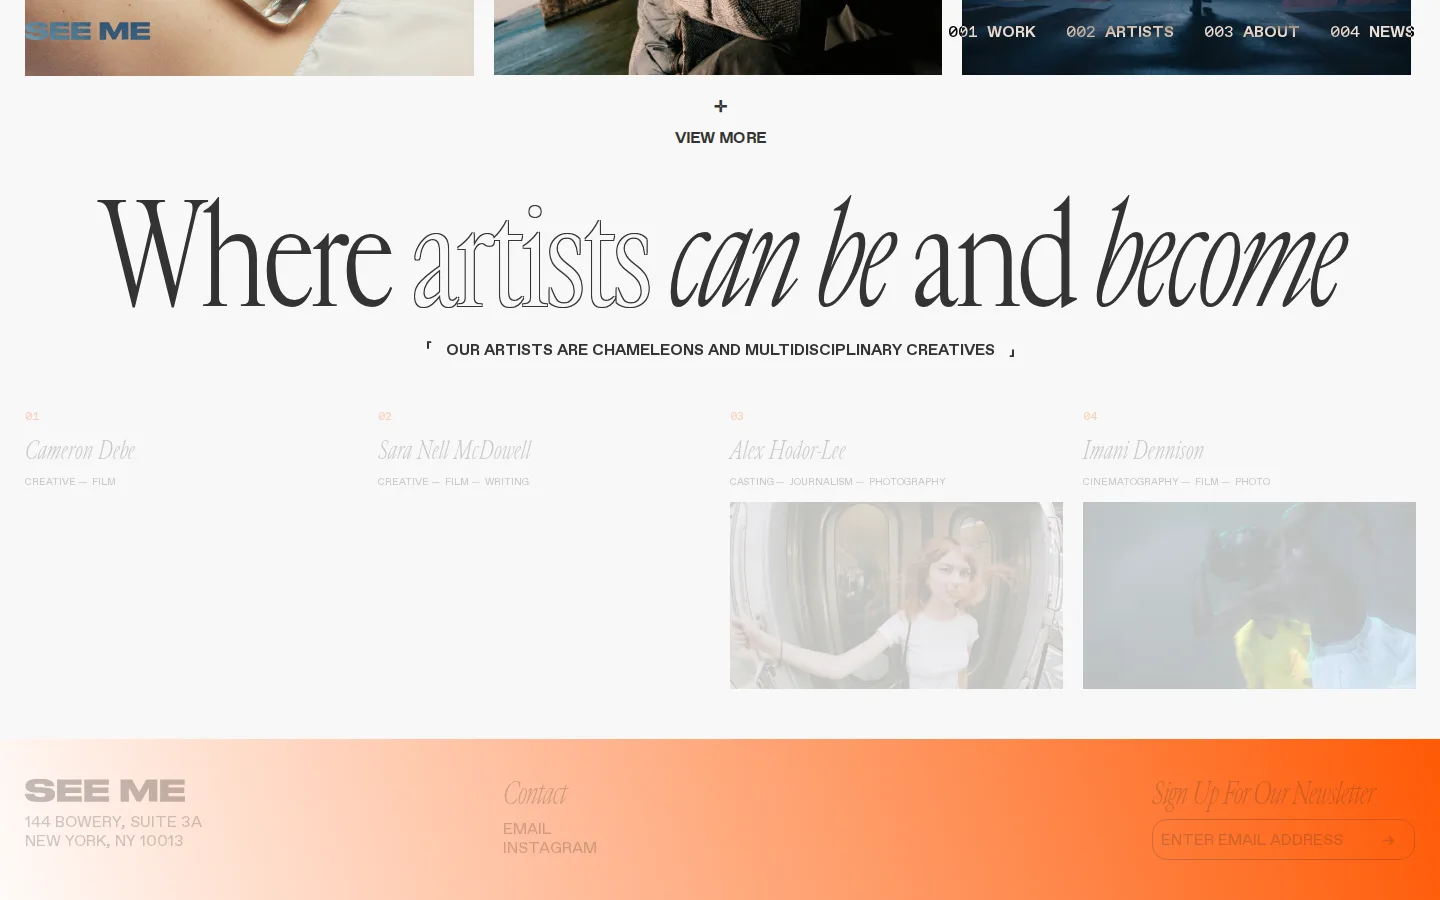 SEE ME
001 WORK
002 ARTISTS
003 ABOUT
004 NEWS
+
VIEW MORE
Where artists can be and become
「 OUR ARTISTS ARE CHAMELEONS AND MULTIDISCIPLINARY CREATIVES 」
01
Cameron Debe
CREATIVE — FILM
02
Sara Nell McDowell
CREATIVE — FILM — WRITING
03
Alex Hodor-Lee
CASTING — JOURNALISM — PHOTOGRAPHY
04
Imani Dennison
CINEMATOGRAPHY — FILM — PHOTO
SEE ME
144 BOWERY, SUITE 3A
NEW YORK, NY 10013
Contact
EMAIL
INSTAGRAM
Sign Up For Our Newsletter
ENTER EMAIL ADDRESS →